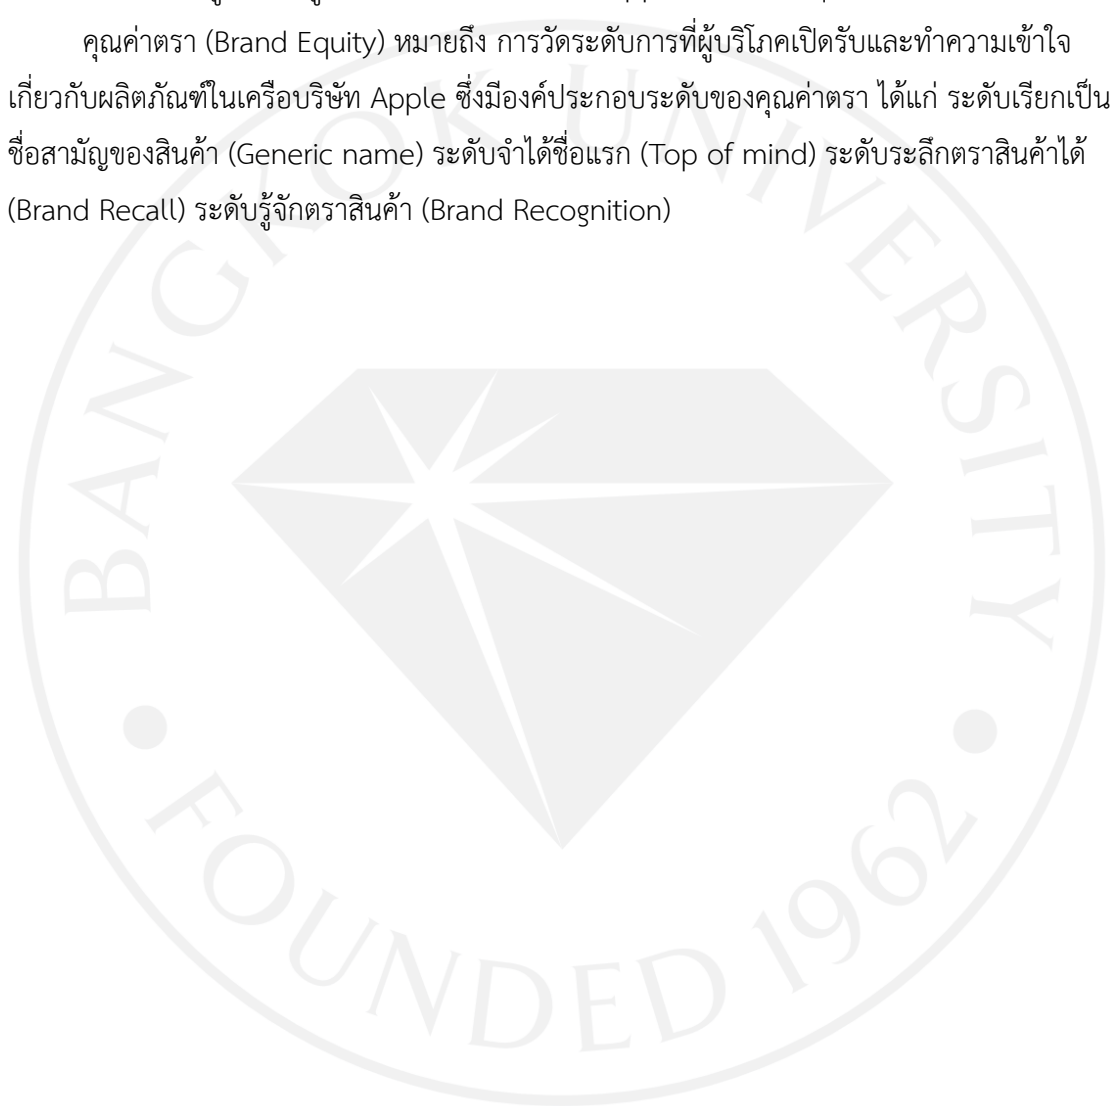 คุณค่าตรา (Brand Equity) หมายถึง การวัดระดับการที่ผู้บริโภคเปิดรับและทำความเข้าใจ
เกี่ยวกับผลิตภัณฑ์ในเครือบริษัท Apple ซึ่งมีองค์ประกอบระดับของคุณค่าตรา ได้แก่ ระดับเรียกเป็น
ชื่อสามัญของสินค้า (Generic name) ระดับจำได้ชื่อแรก (Top of mind) ระดับระลึกตราสินค้าได้
(Brand Recall) ระดับรู้จักตราสินค้า (Brand Recognition)
BANGKOK UNIVERSITY
FOUNDED 1962